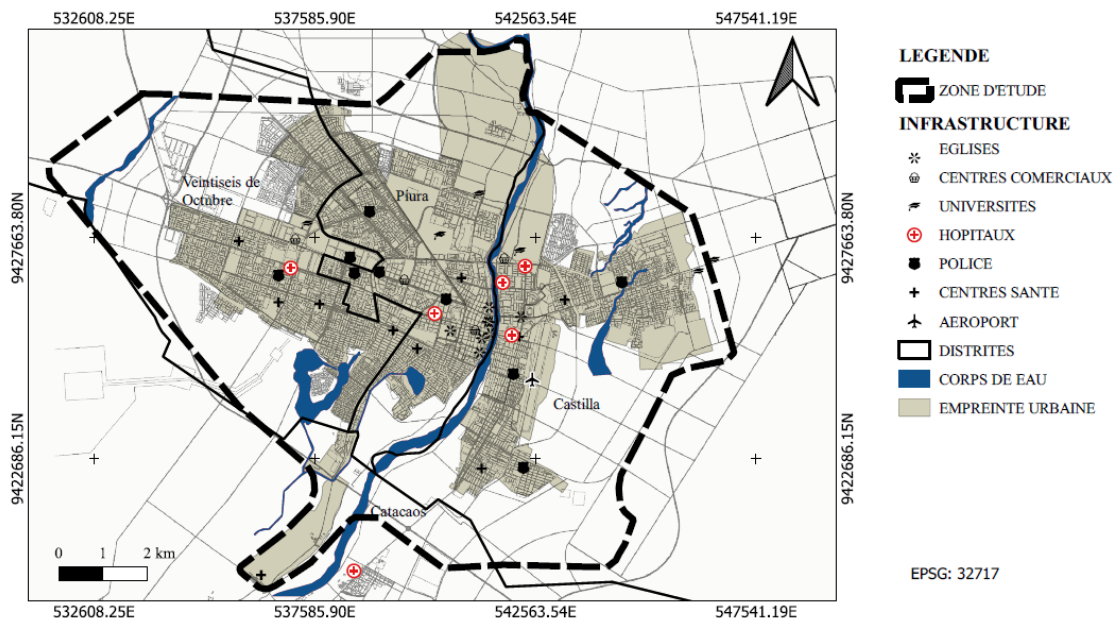 532608.25E 537585.90E 542563.54E 547541.19E
9427663.80N
9422686.15N
Veintiseis de
Octubre
Piura
Castilla
Catacaos
0 1 2 km
9427663.80N
9422686.15N
532608.25E 537585.90E 542563.54E 547541.19E
LEGENDE
ZONE D'ETUDE
INFRASTRUCTURE
EGLISES
CENTRES COMERCIAUX
UNIVERSITES
HOPITAUX
POLICE
CENTRES SANTE
AEROPORT
DISTRITES
CORPS DE EAU
EMPREINTE URBAINE
EPSG: 32717